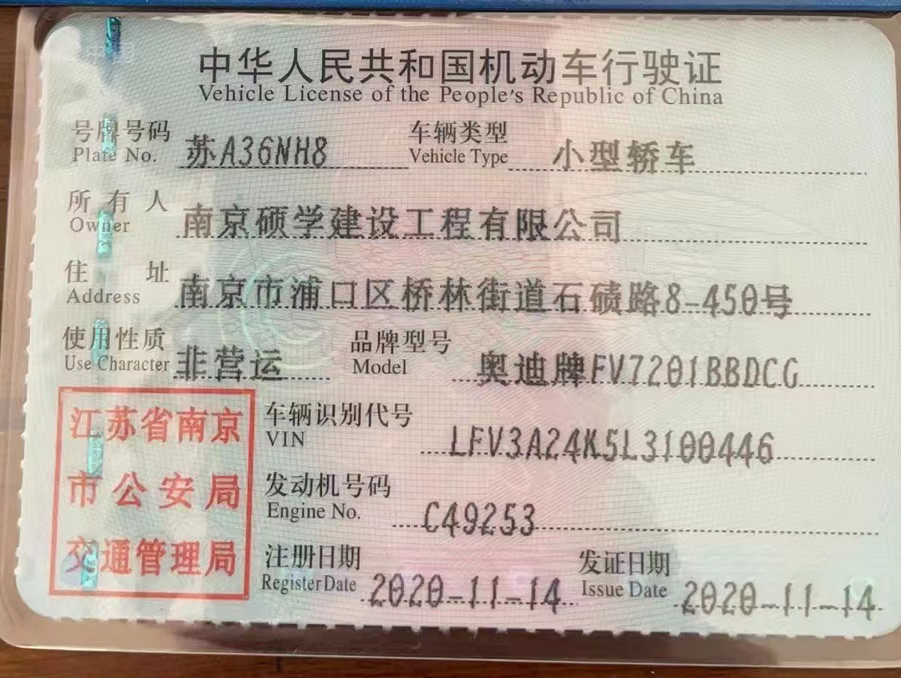 中华人民共和国机动车行驶证
Vehicle License of the People's Republic of China
号牌号码 苏A36NH8 车辆类型 小型轿车
Plate No. Vehicle Type
所有人 南京硕学建设工程有限公司
Owner
住址 南京市浦口区桥林街道石碛路8-450号
Address
使用性质 非营运 品牌型号 奥迪牌FV7201BBDCG
Use Character Model
车辆识别代号 LFV3A24K5L3100446
VIN
发动机号码 C49253
Engine No.
注册日期 2020-11-14 发证日期 2020-11-14
Register Date Issue Date
江苏省南京
市公安局
交通管理局